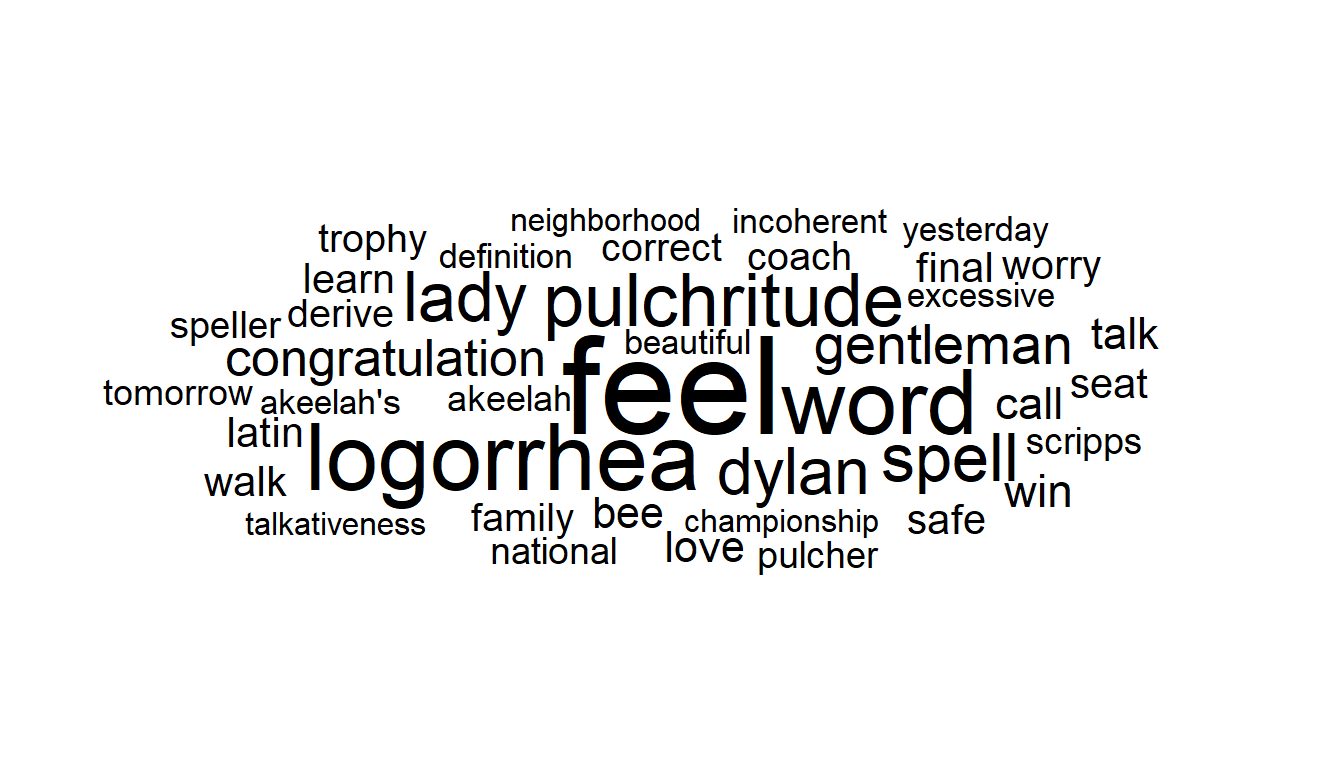 neighborhood incoherent yesterday
trophy definition correct coach final worry
learn lady pulchritude excessive
speller derive beautiful gentleman talk
congratulation feel word seat
tomorrow akeelah's akeelah call
latin logorrhea dylan spell scripps
walk win
talkativeness family bee championship safe
national love pulcher